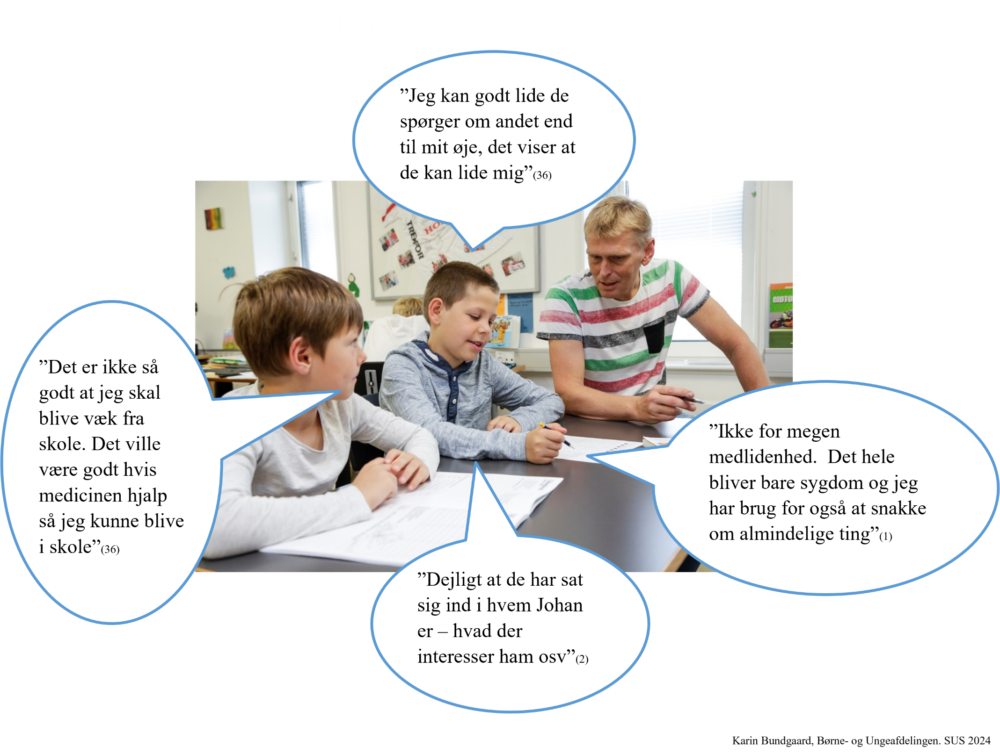 ”Jeg kan godt lide de
spørger om andet end
til mit øje, det viser at
de kan lide mig”(36)
TREFOR
HO
MOTO
”Det er ikke så
godt at jeg skal
blive væk fra
skole. Det ville
være godt hvis
medicinen hjalp
så jeg kunne blive
i skole”(36)
”Ikke for megen
medlidenhed.  Det hele
bliver bare sygdom og jeg
har brug for også at snakke
om almindelige ting”(1)
”Dejligt at de har sat
sig ind i hvem Johan
er – hvad der
interesser ham osv”(2)
Karin Bundgaard, Børne- og Ungeafdelingen. SUS 2024